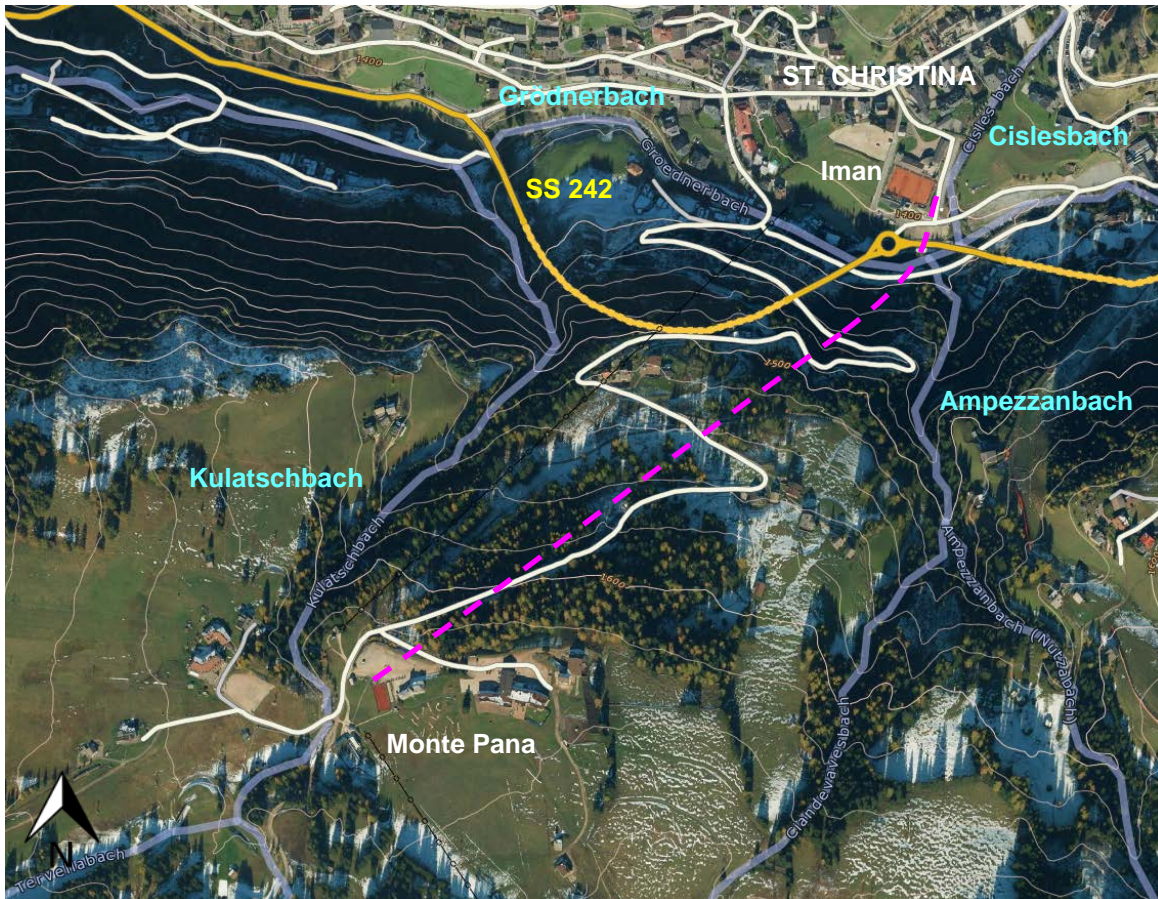 1400
ST. CHRISTINA
Grödnerbach
Cisles bach
Cislesbach
Groednerbach
Iman
SS 242
1400
1500
Ampezzanbach
Kulatschbach
Kulatschbach
Ampezzanbach (Nutzabach)
1600
Monte Pana
Ciandevavesbach
Tervellabach
N